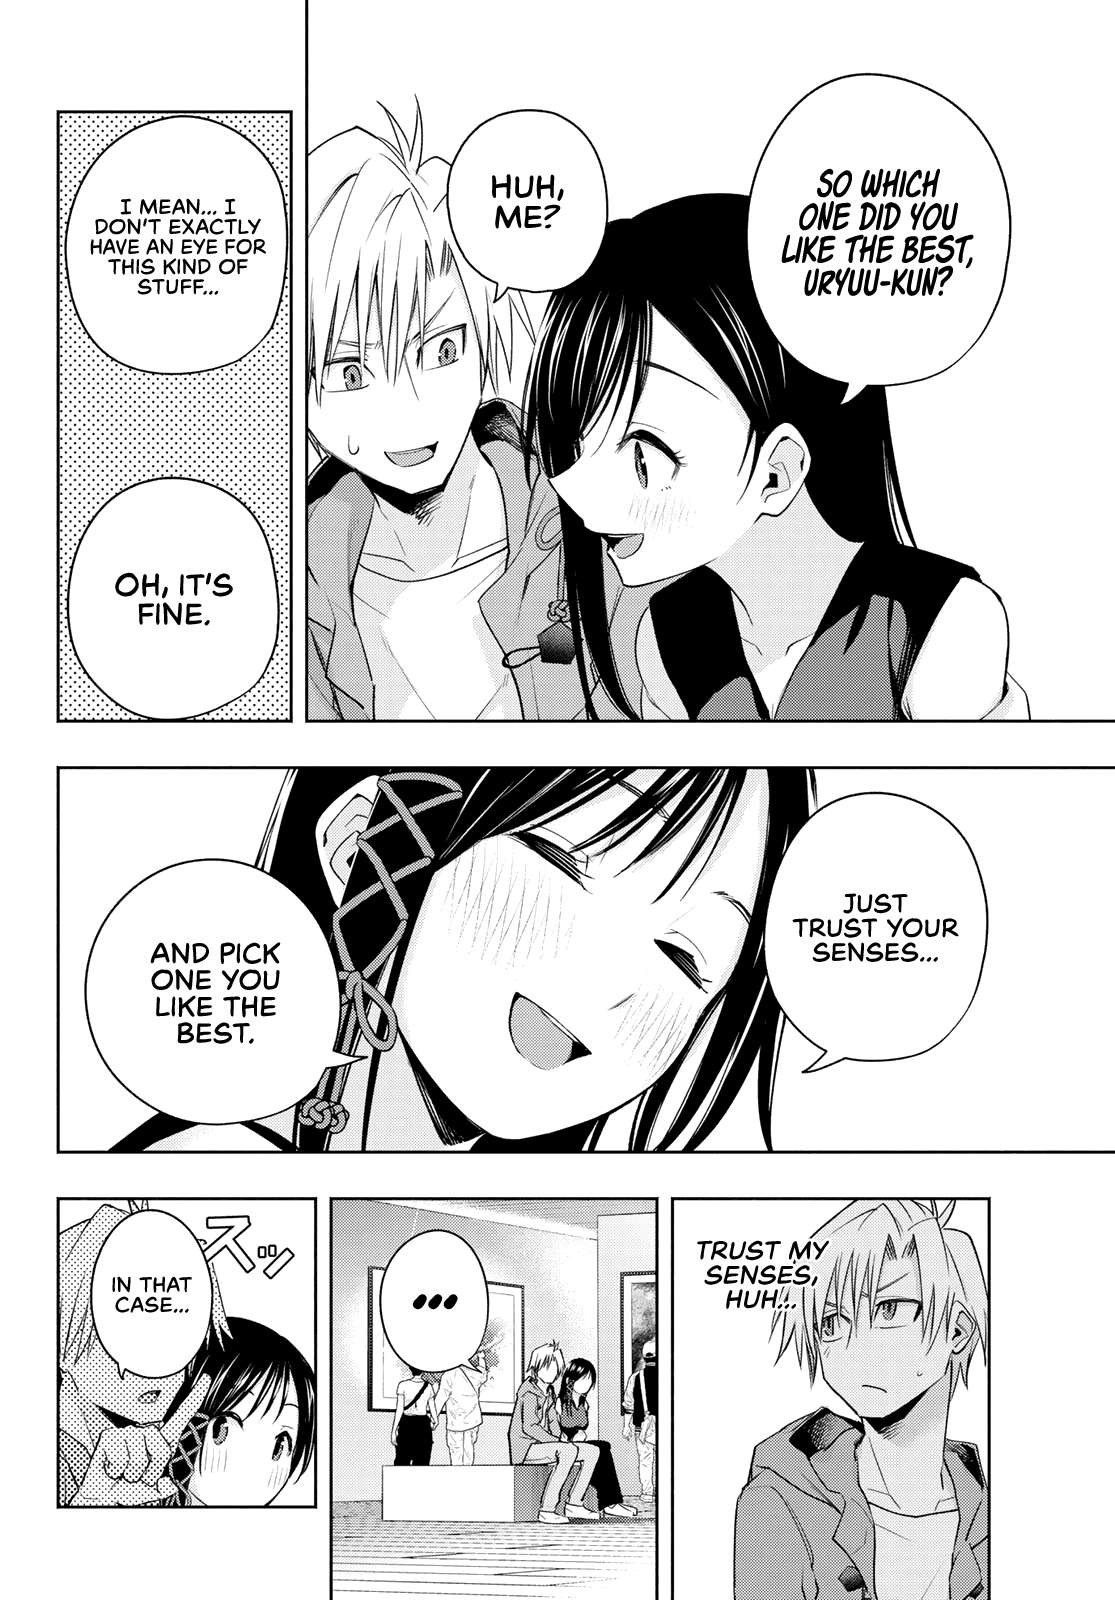 SO WHICH
ONE DID YOU
LIKE THE BEST,
URYUU-KUN?
HUH,
ME?
I MEAN... I
DON'T EXACTLY
HAVE AN EYE FOR
THIS KIND OF
STUFF...
OH, IT'S
FINE.
JUST
TRUST YOUR
SENSES...
AND PICK
ONE YOU
LIKE THE
BEST.
TRUST MY
SENSES,
HUH...
...
IN THAT
CASE...
スッ